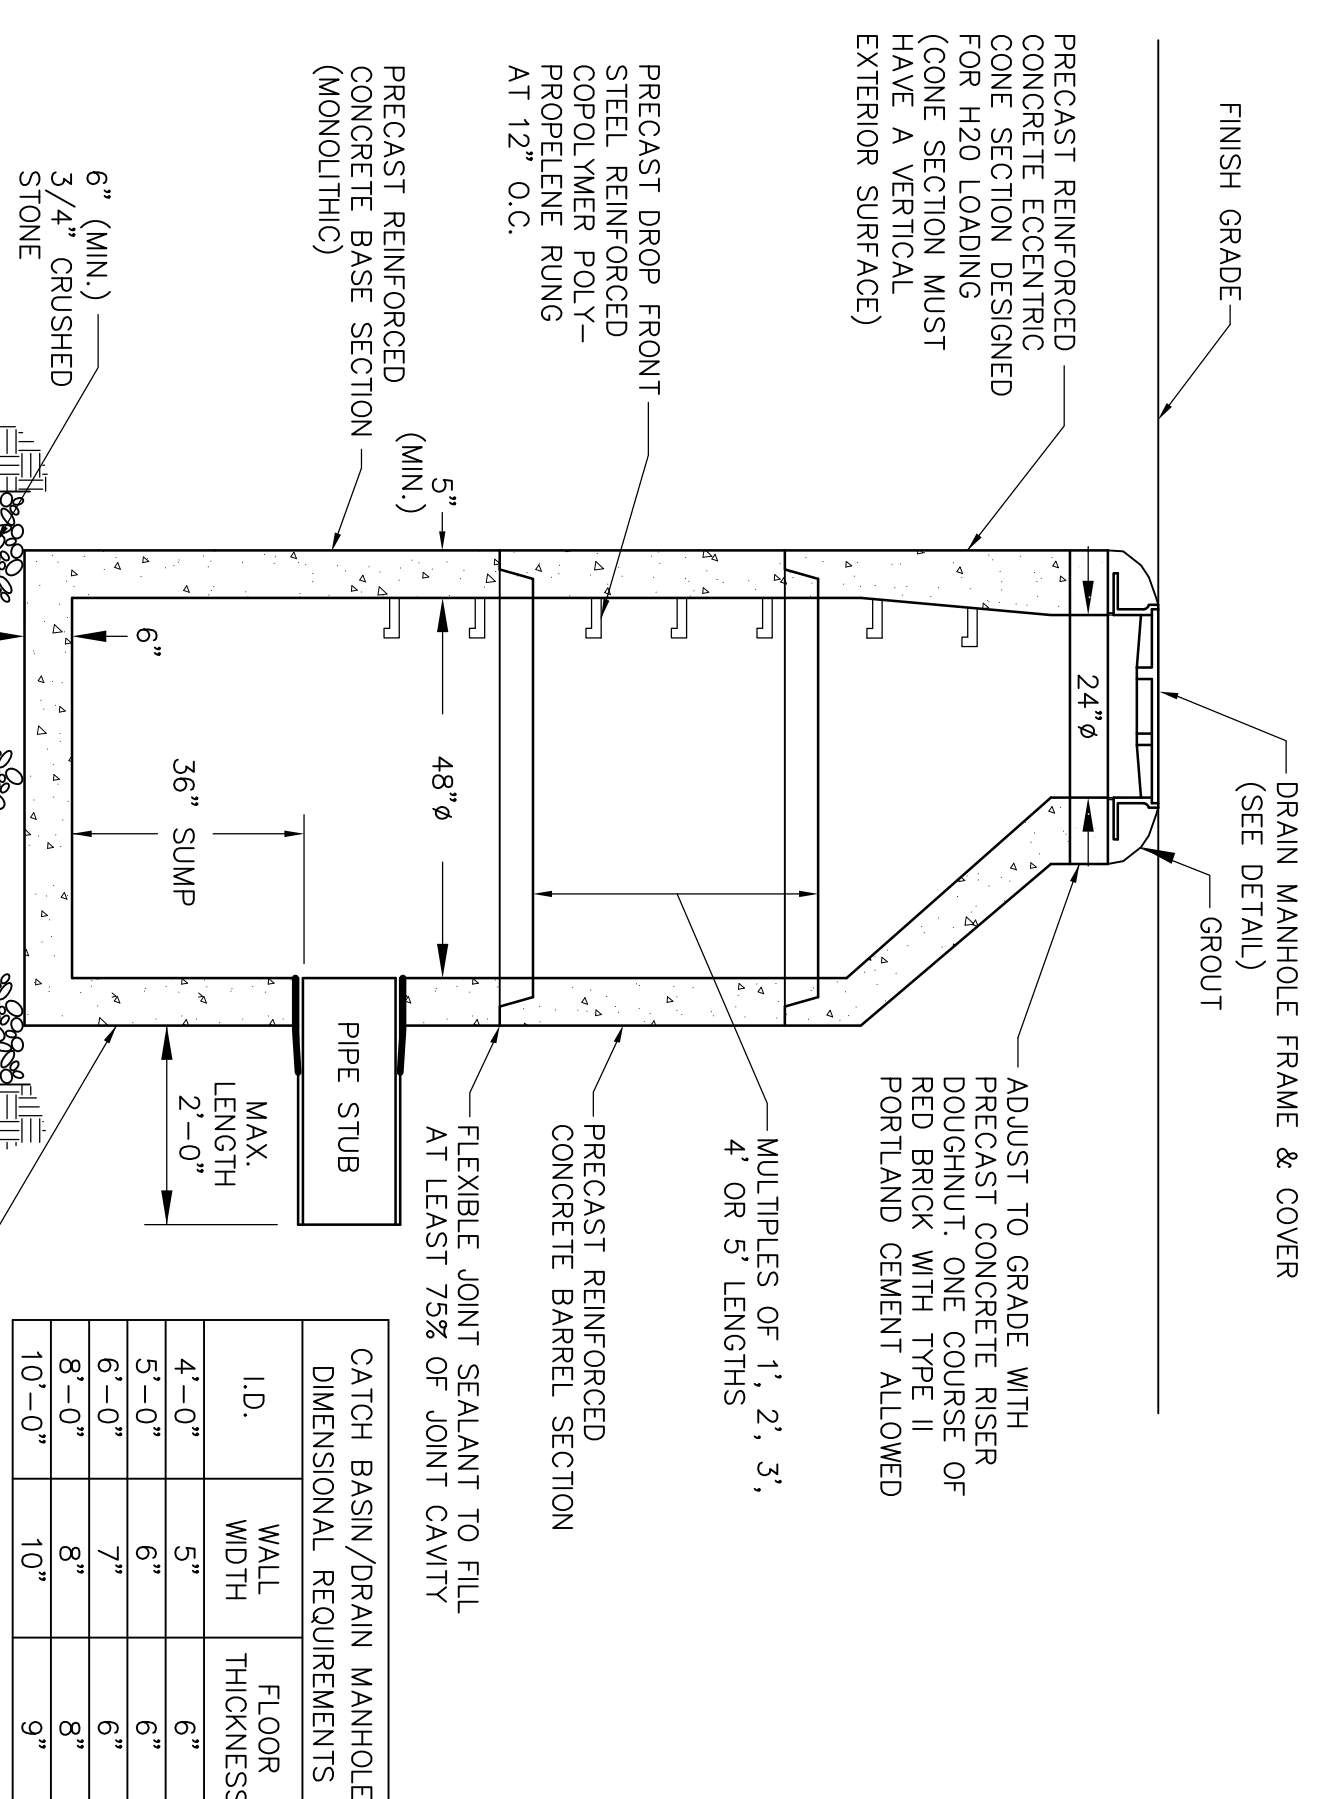 FINISH GRADE
DRAIN MANHOLE FRAME & COVER
(SEE DETAIL)
GROUT
PRECAST REINFORCED
CONCRETE ECCENTRIC
CONE SECTION DESIGNED
FOR H20 LOADING
(CONE SECTION MUST
HAVE A VERTICAL
EXTERIOR SURFACE)
24"ø
ADJUST TO GRADE WITH
PRECAST CONCRETE RISER
DOUGHNUT. ONE COURSE OF
RED BRICK WITH TYPE II
PORTLAND CEMENT ALLOWED
PRECAST DROP FRONT
STEEL REINFORCED
COPOLYMER POLY-
PROPELENE RUNG
AT 12" O.C.
MULTIPLES OF 1', 2', 3',
4' OR 5' LENGTHS
PRECAST REINFORCED
CONCRETE BARREL SECTION
FLEXIBLE JOINT SEALANT TO FILL
AT LEAST 75% OF JOINT CAVITY
5"
(MIN.)
48"ø
PRECAST REINFORCED
CONCRETE BASE SECTION
(MONOLITHIC)
PIPE STUB
36" SUMP
MAX.
LENGTH
2'-0"
6"
6" (MIN.)
3/4" CRUSHED
STONE
CATCH BASIN/DRAIN MANHOLE
DIMENSIONAL REQUIREMENTS
I.D. WALL WIDTH FLOOR THICKNESS
4'-0" 5" 6"
5'-0" 6" 6"
6'-0" 7" 6"
8'-0" 8" 8"
10'-0" 10" 9"